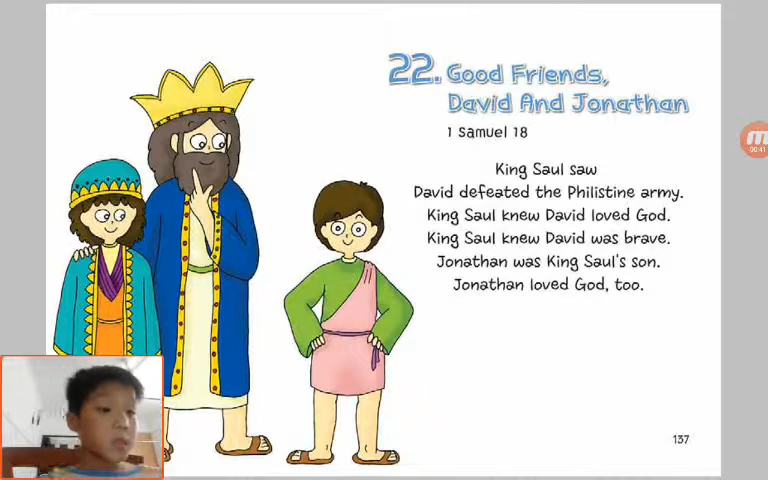 22. Good Friends,
David And Jonathan
1 Samuel 18
King Saul saw
David defeated the Philistine army.
King Saul knew David loved God.
King Saul knew David was brave.
Jonathan was King Saul's son.
Jonathan loved God, too.
137
00:41